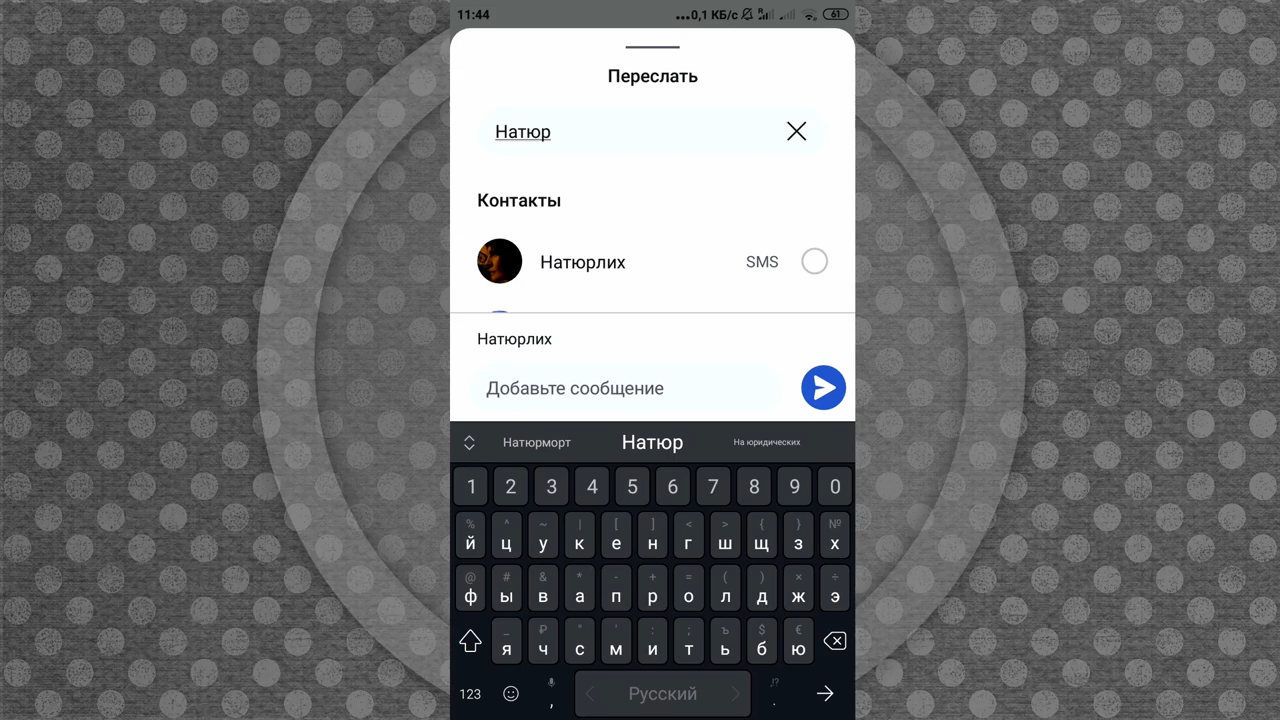 11:44
...0,1 КБ/с R 61
Переслать
Натюр
Контакты
Натюрлих SMS
Натюрлих
Добавьте сообщение
Натюрморт Натюр На юридических
1 2 3 4 5 6 7 8 9 0
% ^ ~ | [ ] < > { } №
й ц у к е н г ш щ з х
@ # & * - + = ( ) × ÷
ф ы в а п р о л д ж э
_ ₽ " ' : ; ъ $ €
я ч с м и т ь б ю
123 , Русский !? .